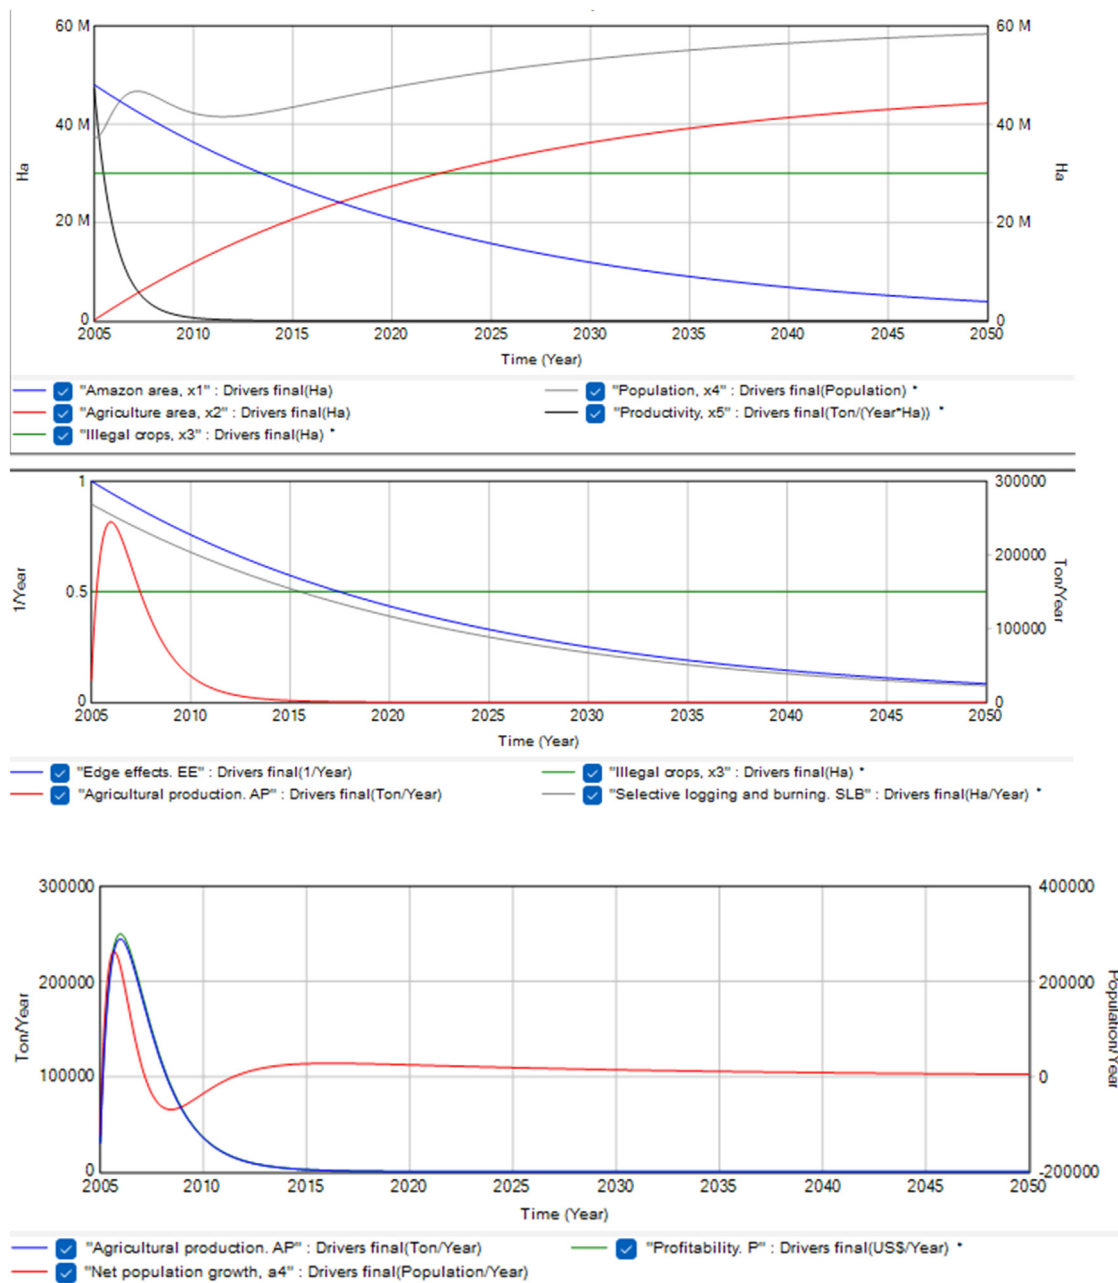 60 M 60 M
40 M 40 M
Ha Ha
20 M 20 M
0 0
2005 2010 2015 2020 2025 2030 2035 2040 2045 2050
Time (Year)
"Amazon area, x1" : Drivers final(Ha) "Population, x4" : Drivers final(Population) *
"Agriculture area, x2" : Drivers final(Ha) "Productivity, x5" : Drivers final(Ton/(Year*Ha)) *
"Illegal crops, x3" : Drivers final(Ha) *
1 300000
200000
1/Year 0.5 Ton/Year
100000
0 0
2005 2010 2015 2020 2025 2030 2035 2040 2045 2050
Time (Year)
"Edge effects. EE" : Drivers final(1/Year) "Illegal crops, x3" : Drivers final(Ha) *
"Agricultural production. AP" : Drivers final(Ton/Year) "Selective logging and burning. SLB" : Drivers final(Ha/Year) *
300000 400000
200000 200000
Ton/Year Population/Year
100000 0
0 -200000
2005 2010 2015 2020 2025 2030 2035 2040 2045 2050
Time (Year)
"Agricultural production. AP" : Drivers final(Ton/Year) "Profitability. P" : Drivers final(US$/Year) *
"Net population growth, a4" : Drivers final(Population/Year)